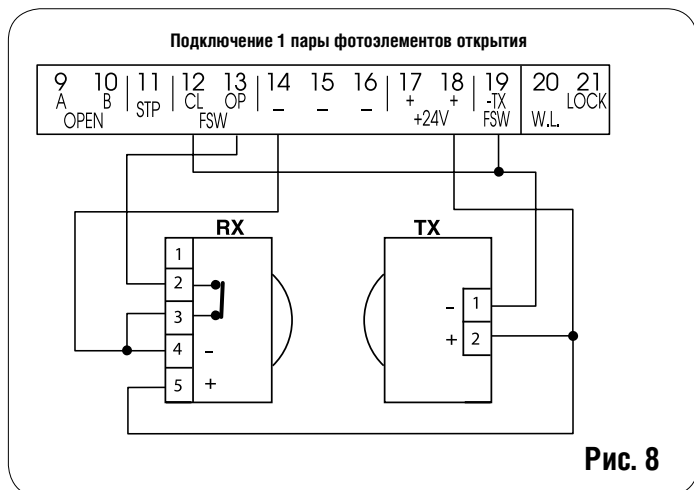 Подключение 1 пары фотоэлементов открытия
9 10 11 12 13 14 15 16 17 18 19 20 21
A B STP CL OP _ _ _ + + -TX LOCK
OPEN FSW +24V FSW W.L.
RX TX
1
2
3
4 -
5 +
- 1
+ 2
Рис. 8